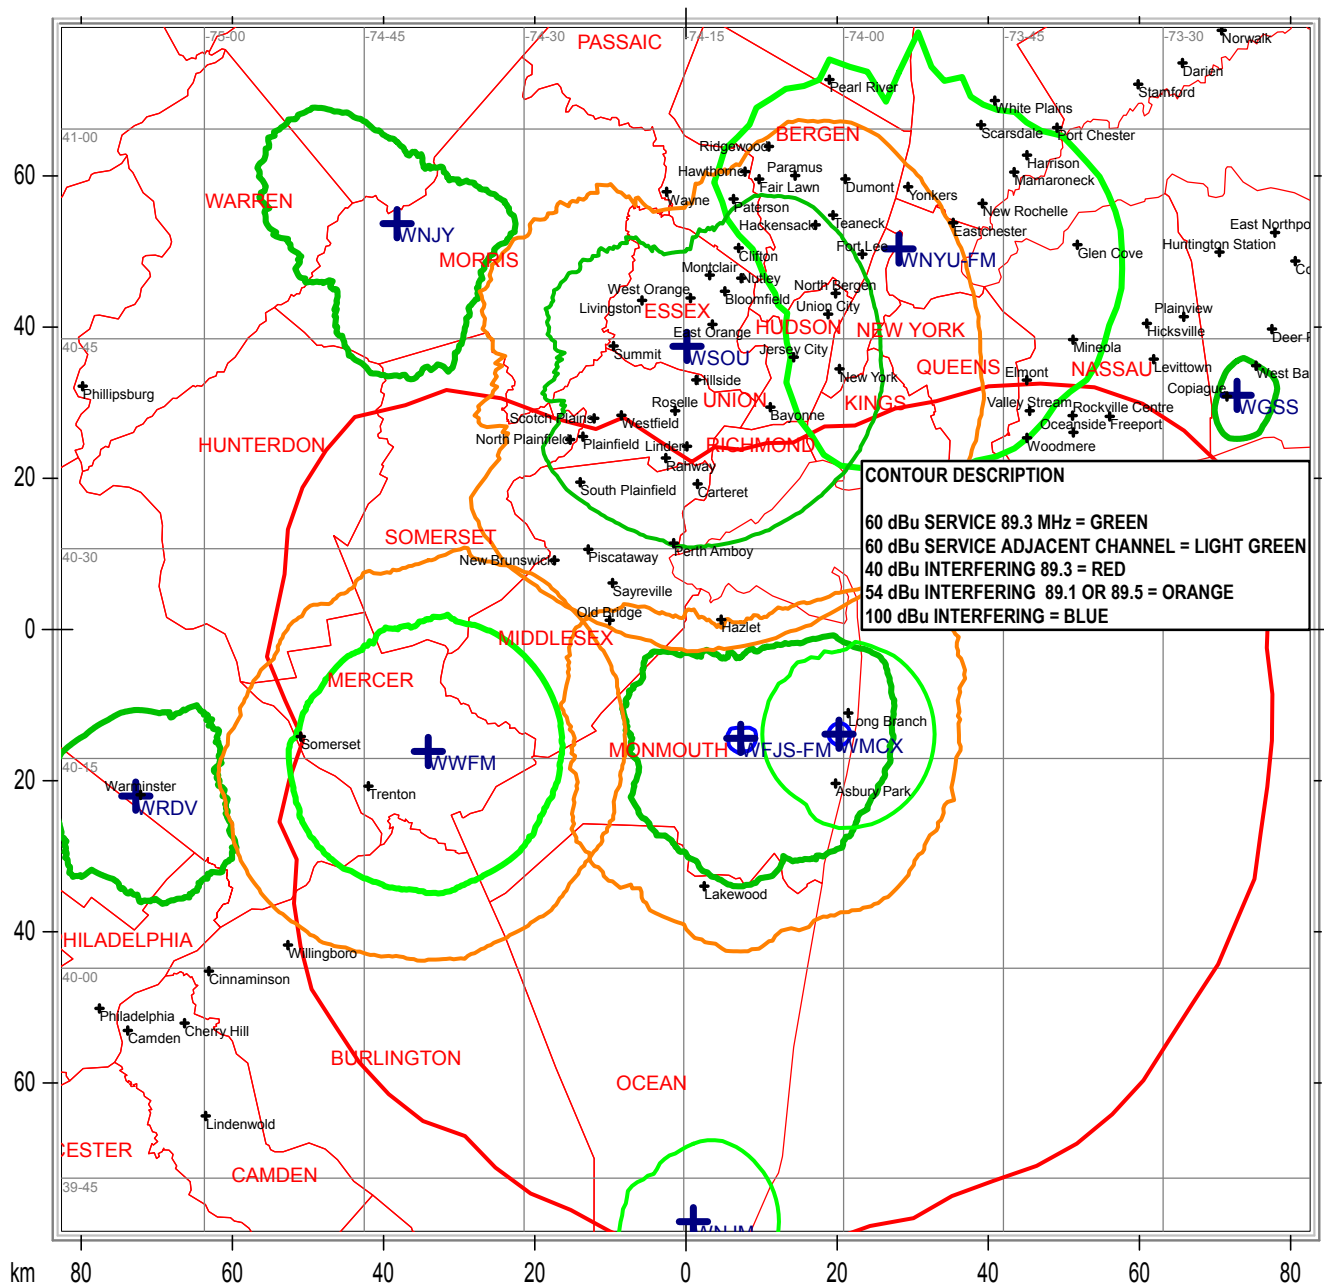 -75-00
-74-45
-74-30
-74-15
-74-00
-73-45
-73-30
PASSAIC
Norwalk
Darien
Stamford
Pearl River
White Plains
Scarsdale
Port Chester
41-00
BERGEN
Ridgewood
Harrison
Mamaroneck
60
Hawthorne
Paramus
Fair Lawn
Dumont
Yonkers
WARREN
Wayne
Paterson
New Rochelle
WNJY
Hackensack
Teaneck
Eastchester
East Northpo
MORRIS
Clifton
Fort Lee
WNYU-FM
Glen Cove
Huntington Station
Co
Montclair
Nutley
West Orange
Bloomfield
North Bergen
Livingston
ESSEX
Union City
Plainview
40
East Orange
HUDSON
NEW YORK
Hicksville
Deer P
40-45
Summit
WSOU
Jersey City
Mineola
QUEENS
NASSAU
Levittown
Phillipsburg
Hillside
New York
Elmont
West Ba
Copiague
WGSS
Roselle
UNION
Bayonne
KINGS
Valley Stream
Rockville Centre
Scotch Plains
Westfield
Oceanside
Freeport
HUNTERDON
North Plainfield
Plainfield
Linden
RICHMOND
Woodmere
Rahway
20
South Plainfield
Carteret
CONTOUR DESCRIPTION
60 dBu SERVICE 89.3 MHz = GREEN
60 dBu SERVICE ADJACENT CHANNEL = LIGHT GREEN
40 dBu INTERFERING 89.3 = RED
54 dBu INTERFERING  89.1 OR 89.5 = ORANGE
100 dBu INTERFERING = BLUE
SOMERSET
40-30
New Brunswick
Piscataway
Perth Amboy
Sayreville
Old Bridge
0
MIDDLESEX
Hazlet
MERCER
Somerset
Long Branch
MONMOUTH
WFJS-FM
WMCX
40-15
WWFM
20
Warminster
WRDV
Trenton
Asbury Park
Lakewood
40
HILADELPHIA
Willingboro
40-00
Cinnaminson
Philadelphia
Camden
Cherry Hill
BURLINGTON
OCEAN
60
Lindenwold
CESTER
CAMDEN
39-45
WNJM
km
80
60
40
20
0
20
40
60
80